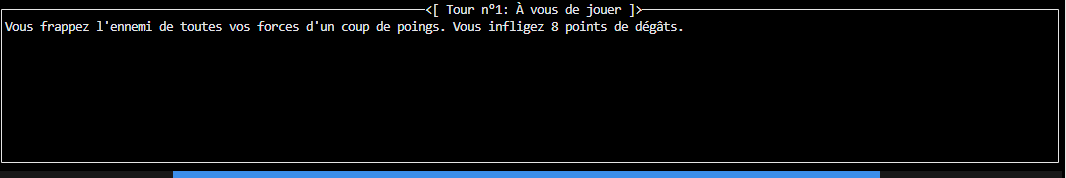 <[ Tour n°1: À vous de jouer ]>
Vous frappez l'ennemi de toutes vos forces d'un coup de poings. Vous infligez 8 points de dégâts.